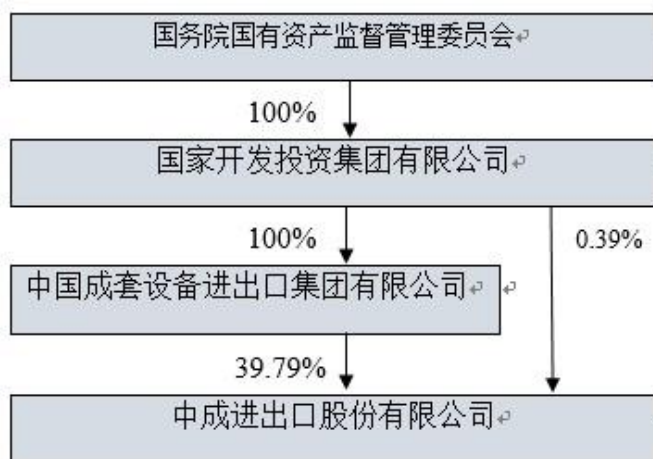 国务院国有资产监督管理委员会
100%
国家开发投资集团有限公司
100%
0.39%
中国成套设备进出口集团有限公司
39.79%
中成进出口股份有限公司